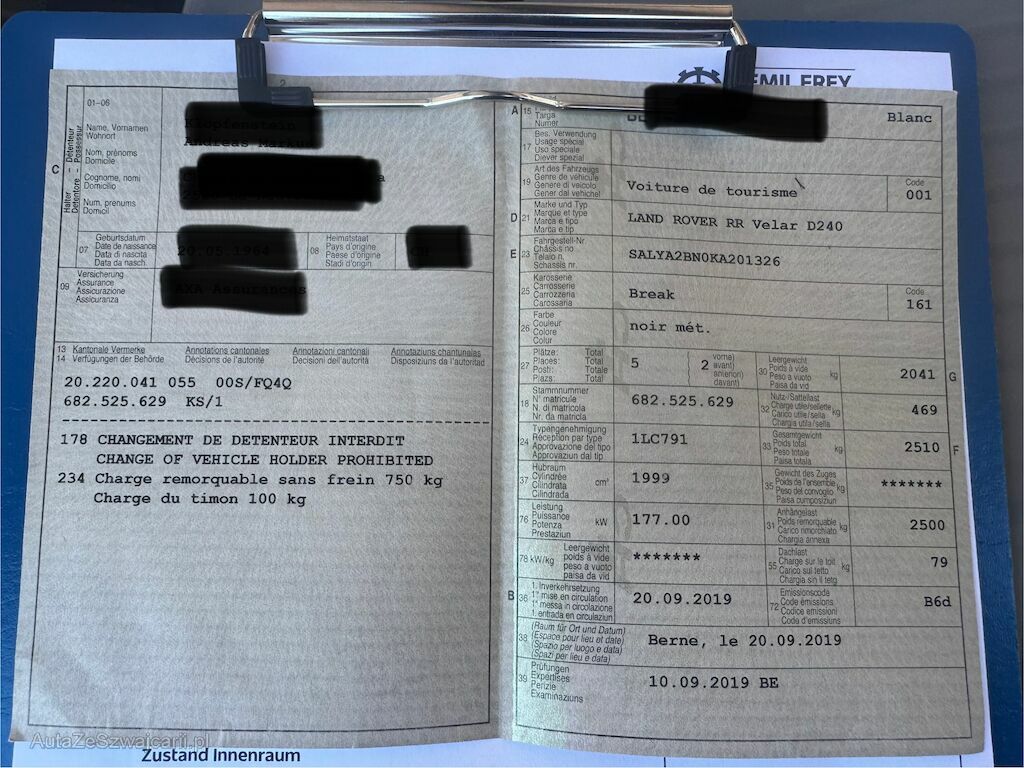 EMIL FREY
2
01-06
C
Halter – Détenteur
Detentore – Possessur
Name, Vornamen
Wohnort
Nom, prénoms
Domicile
Cognome, nomi
Domicilio
Num, prenums
Domicil
07
Geburtsdatum
Date de naissance
Data di nascita
Data da nasch.
08
Heimatstaat
Pays d'origine
Paese d'origine
Stadi d'origin
09
Versicherung
Assurance
Assicurazione
Assicuranza
13 Kantonale Vermerke Annotations cantonales Annotazioni cantonali Annotaziuns chantunalas
14 Verfügungen der Behörde Décisions de l'autorité Decisioni dell'autorità Disposiziuns da l'autoritad
20.220.041 055 00S/FQ4Q
682.525.629 KS/1
178 CHANGEMENT DE DETENTEUR INTERDIT
CHANGE OF VEHICLE HOLDER PROHIBITED
234 Charge remorquable sans frein 750 kg
Charge du timon 100 kg
A 15
Targa
Numer
Blanc
17
Bes. Verwendung
Usage spécial
Uso speciale
Diever spezial
19
Art des Fahrzeugs
Genre de véhicule
Genere di veicolo
Gener dal vehichel
Voiture de tourisme
Code
001
D 21
Marke und Typ
Marque et type
Marca e tipo
Marca e tip
LAND ROVER RR Velar D240
E 23
Fahrgestell-Nr.
Châssis no
Telaio n.
Schassis nr.
SALYA2BN0KA201326
25
Karosserie
Carrosserie
Carrozzeria
Carossaria
Break
Code
161
26
Farbe
Couleur
Colore
Colur
noir mét.
27
Plätze: Total
Places: Total
Posti: Totale
Plazs: Total
5
2
vorne)
avant)
anteriori)
davant)
30
Leergewicht
Poids à vide
Peso a vuoto
Paisa da vid
kg
2041
G
18
Stammnummer
N° matricule
N. di matricola
Nr. da matricla
682.525.629
32
Nutz-/Sattellast
Charge utile/sellette
Carico utile/sella
Chargia utila/sella
kg
469
24
Typengenehmigung
Réception par type
Approvazione del tipo
Approvaziun dal tip
1LC791
33
Gesamtgewicht
Poids total
Peso totale
Paisa totala
kg
2510
F
37
Hubraum
Cylindrée
Cilindrata
Cilindrada
cm³
1999
35
Gewicht des Zuges
Poids de l'ensemble
Peso del convoglio
Paisa cumposiziun
kg
*******
76
Leistung
Puissance
Potenza
Prestaziun
kW
177.00
31
Anhängelast
Poids remorquable
Carico rimorchiato
Chargia annexa
kg
2500
78 kW/kg
Leergewicht
poids à vide
peso a vuoto
paisa da vid
*******
55
Dachlast
Charge sur le toit
Carico sul tetto
Chargia sin il tetg
kg
79
B 36
1. Inverkehrsetzung
1re mise en circulation
1a messa in circolazione
1. entrada en circulaziun
20.09.2019
72
Emissionscode
Code émissions
Codice emissioni
Code d'emissiuns
B6d
38
(Raum für Ort und Datum)
(Espace pour lieu et date)
(Spazio per luogo e data)
(Spazi per lieu e data)
Berne, le 20.09.2019
39
Prüfungen
Expertises
Perizie
Examinaziuns
10.09.2019 BE
AutaZeSzwajcarii.pl
Zustand Innenraum